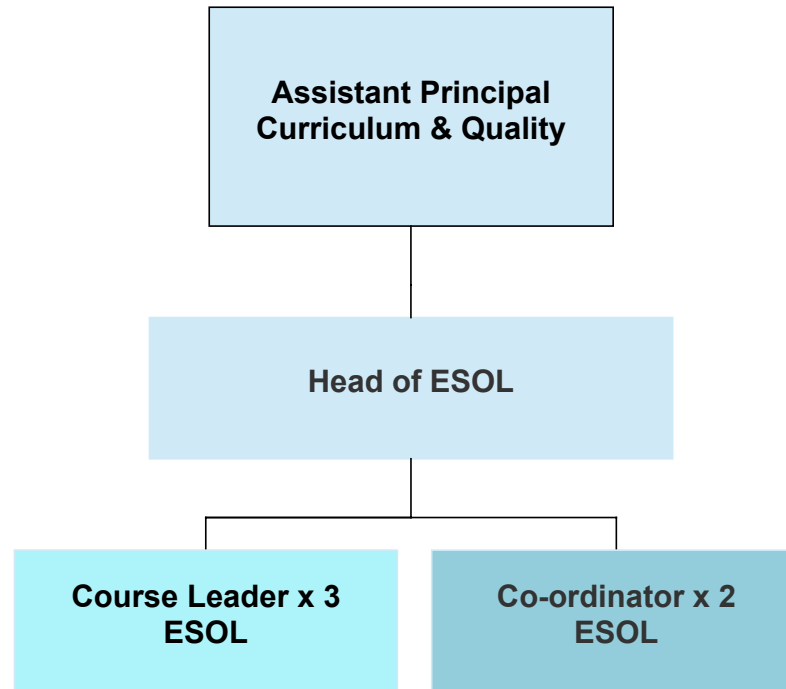 Assistant Principal
Curriculum & Quality
Head of ESOL
Course Leader x 3
ESOL
Co-ordinator x 2
ESOL